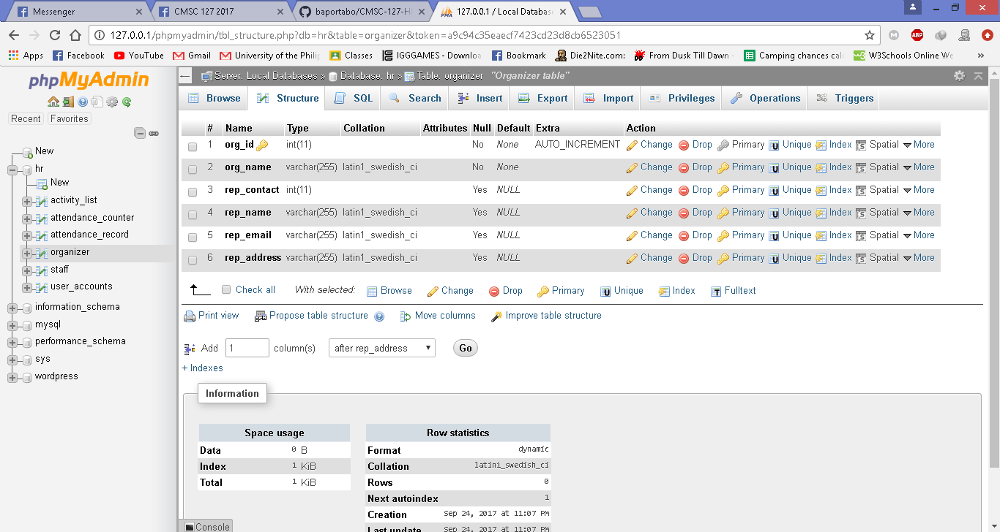 Messenger
CMSC 127 2017
baportabo/CMSC-127-H
127.0.0.1 / Local Databas
127.0.0.1/phpmyadmin/tbl_structure.php?db=hr&table=organizer&token=a9c94c35eaecf7423cd23d8cb6523051
Apps Facebook YouTube Gmail University of the Philip Classes IGGGAMES - Downloa Bookmark Die2Nite.com: From Dusk Till Dawn - Camping chances calc W3Schools Online We »
phpMyAdmin
Recent Favorites
New
hr
New
activity_list
attendance_counter
attendance_record
organizer
staff
user_accounts
information_schema
mysql
performance_schema
sys
wordpress
Server: Local Databases » Database: hr » Table: organizer "Organizer table"
Browse Structure SQL Search Insert Export Import Privileges Operations Triggers
# Name Type Collation Attributes Null Default Extra Action
1 org_id int(11) No None AUTO_INCREMENT Change Drop Primary Unique Index Spatial More
2 org_name varchar(255) latin1_swedish_ci No None Change Drop Primary Unique Index Spatial More
3 rep_contact int(11) Yes NULL Change Drop Primary Unique Index Spatial More
4 rep_name varchar(255) latin1_swedish_ci Yes NULL Change Drop Primary Unique Index Spatial More
5 rep_email varchar(255) latin1_swedish_ci Yes NULL Change Drop Primary Unique Index Spatial More
6 rep_address varchar(255) latin1_swedish_ci Yes NULL Change Drop Primary Unique Index Spatial More
Check all With selected: Browse Change Drop Primary Unique Index Fulltext
Print view Propose table structure Move columns Improve table structure
Add 1 column(s) after rep_address Go
+ Indexes
Information
Space usage
Data 0 B
Index 1 KiB
Total 1 KiB
Row statistics
Format dynamic
Collation latin1_swedish_ci
Rows 0
Next autoindex 1
Creation Sep 24, 2017 at 11:07 PM
Last update Sep 24, 2017 at 11:07 PM
Console